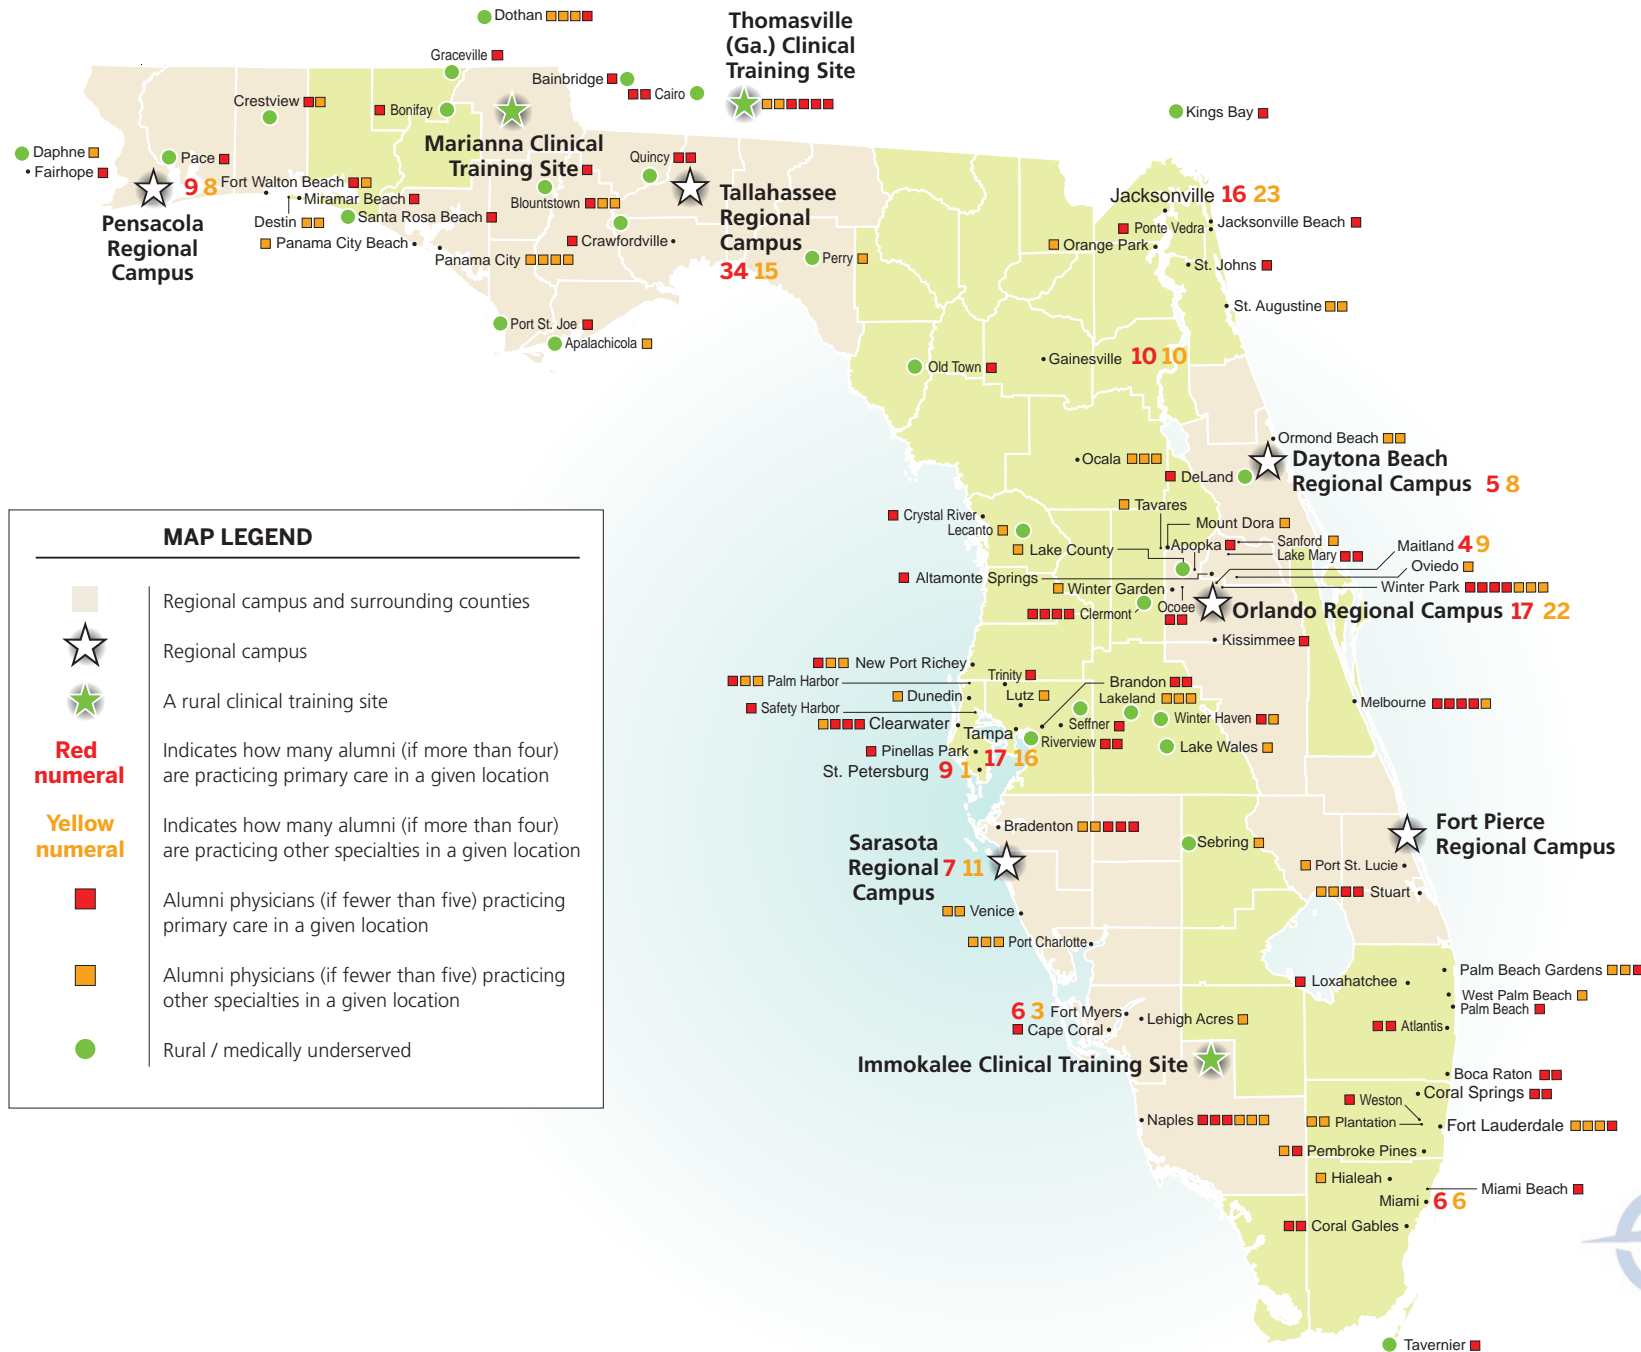 Dothan
Thomasville
(Ga.) Clinical
Training Site
Graceville
Bainbridge
Cairo
Crestview
Bonifay
Kings Bay
Marianna Clinical
Training Site
Daphne
Fairhope
Pace
Quincy
9 8
Fort Walton Beach
Miramar Beach
Pensacola
Regional
Campus
Destin
Santa Rosa Beach
Blountstown
Tallahassee
Regional
Campus
34 15
Panama City Beach
Crawfordville
Panama City
Perry
Port St. Joe
Apalachicola
Jacksonville 16 23
Ponte Vedra
Jacksonville Beach
Orange Park
St. Johns
St. Augustine
Old Town
Gainesville 10 10
Ormond Beach
Ocala
Daytona Beach
Regional Campus 5 8
DeLand
Tavares
Crystal River
Lecanto
Mount Dora
Lake County
Apopka
Sanford
Lake Mary
Maitland 4 9
Oviedo
Altamonte Springs
Winter Garden
Winter Park
Clermont
Ocoee
Orlando Regional Campus 17 22
Kissimmee
New Port Richey
Trinity
Palm Harbor
Brandon
Dunedin
Lutz
Lakeland
Safety Harbor
Melbourne
Clearwater
Seffner
Winter Haven
Tampa
17 16
Riverview
Lake Wales
Pinellas Park
St. Petersburg 9 1
Bradenton
Sarasota
Regional
Campus
7 11
Sebring
Fort Pierce
Regional Campus
Port St. Lucie
Stuart
Venice
Port Charlotte
Loxahatchee
Palm Beach Gardens
West Palm Beach
Palm Beach
6 3 Fort Myers
Lehigh Acres
Cape Coral
Atlantis
Immokalee Clinical Training Site
Boca Raton
Coral Springs
Weston
Naples
Plantation
Fort Lauderdale
Pembroke Pines
Hialeah
Miami Beach
Miami 6 6
Coral Gables
Tavernier
MAP LEGEND
Regional campus and surrounding counties
Regional campus
A rural clinical training site
Red
numeral
Indicates how many alumni (if more than four)
are practicing primary care in a given location
Yellow
numeral
Indicates how many alumni (if more than four)
are practicing other specialties in a given location
Alumni physicians (if fewer than five) practicing
primary care in a given location
Alumni physicians (if fewer than five) practicing
other specialties in a given location
Rural / medically underserved